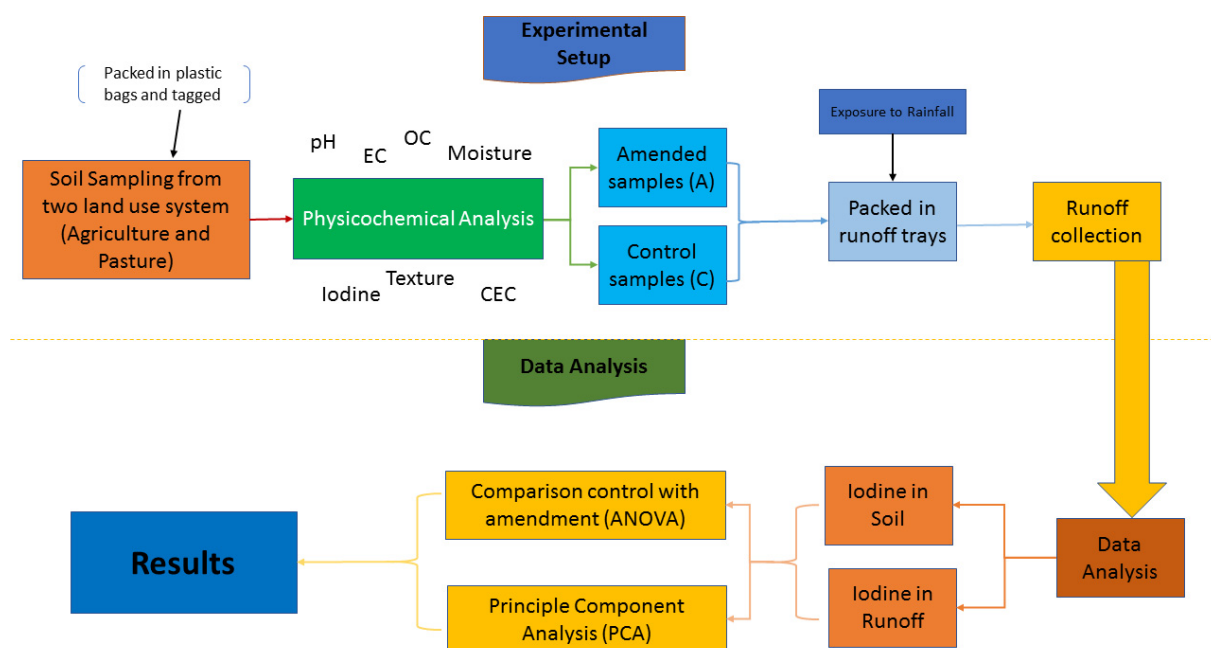 Experimental
Setup
Packed in plastic
bags and tagged
Exposure to Rainfall
pH
EC
OC
Moisture
Soil Sampling from
two land use system
(Agriculture and
Pasture)
Physicochemical Analysis
Amended
samples (A)
Control
samples (C)
Packed in
runoff trays
Runoff
collection
Iodine
Texture
CEC
Data Analysis
Comparison control with
amendment (ANOVA)
Iodine in
Soil
Results
Data
Analysis
Principle Component
Analysis (PCA)
Iodine in
Runoff